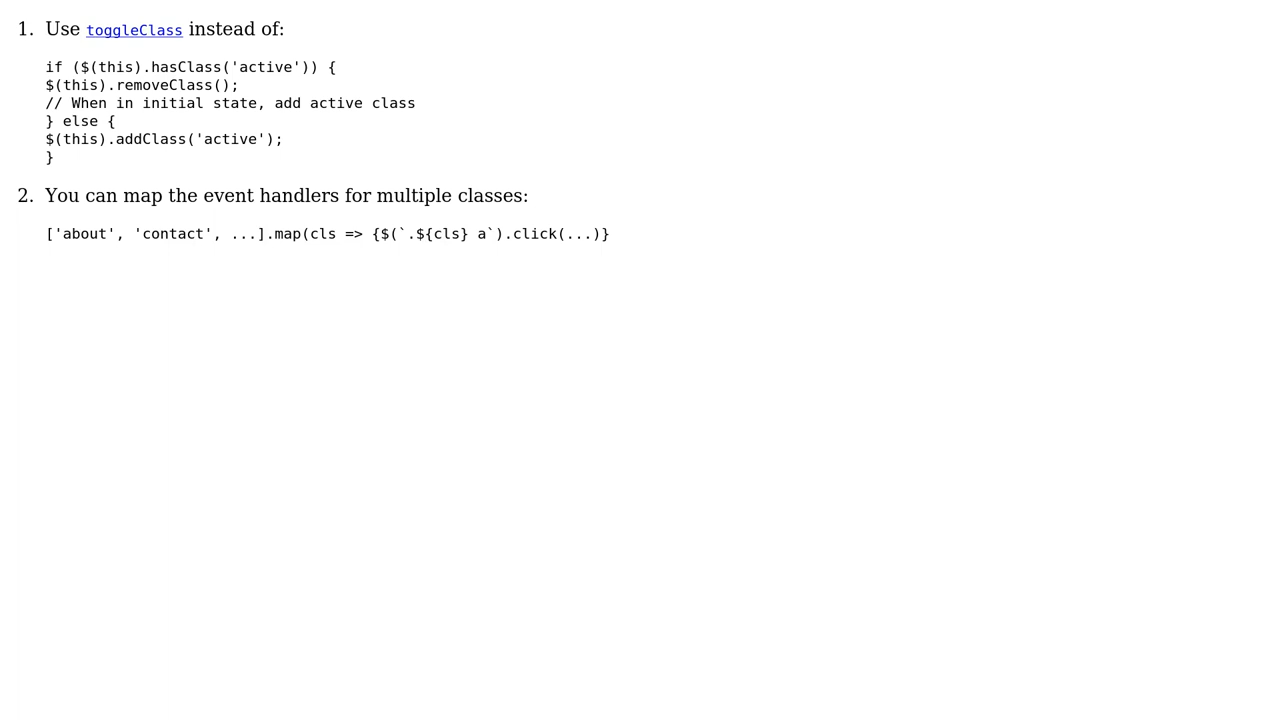 1. Use toggleClass instead of:
if ($(this).hasClass('active')) {
$(this).removeClass();
// When in initial state, add active class
} else {
$(this).addClass('active');
}
2. You can map the event handlers for multiple classes:
['about', 'contact', ...].map(cls => {$(`.${cls} a`).click(...)}